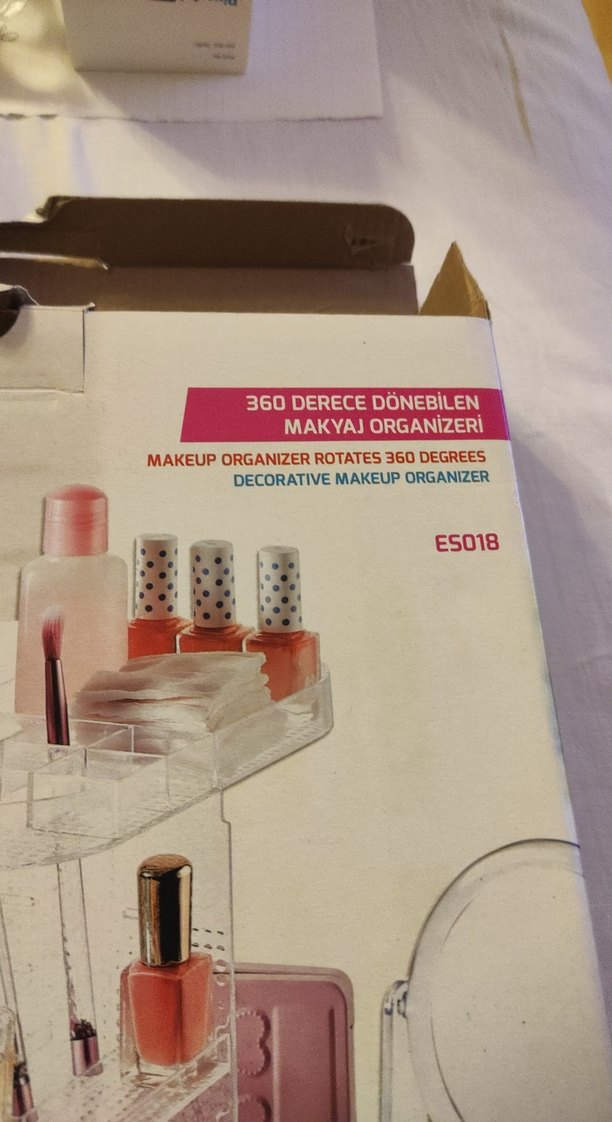 360 DERECE DÖNEBİLEN
MAKYAJ ORGANİZERİ
MAKEUP ORGANIZER ROTATES 360 DEGREES
DECORATIVE MAKEUP ORGANIZER
ES018